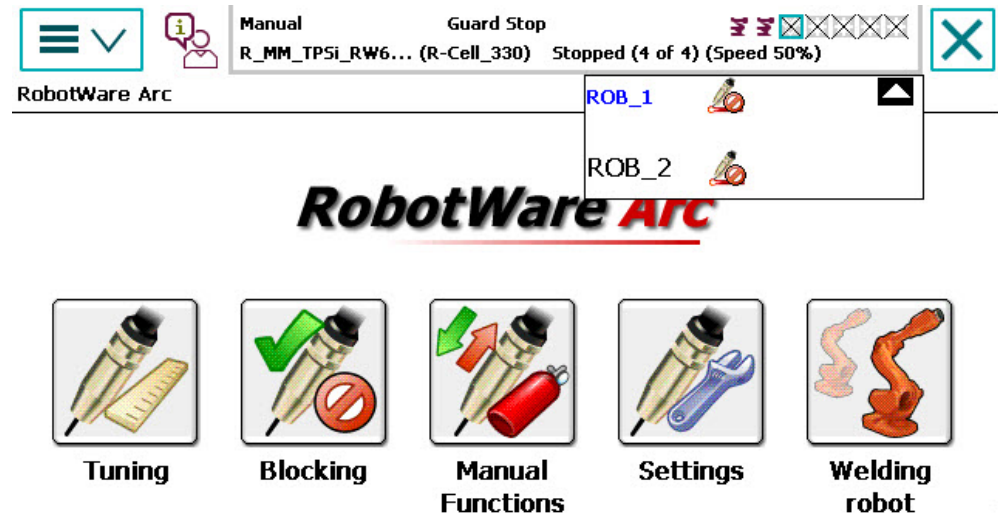 Manual Guard Stop
R_MM_TPSi_RW6... (R-Cell_330) Stopped (4 of 4) (Speed 50%)
RobotWare Arc
ROB_1
ROB_2
RobotWare Arc
Tuning
Blocking
Manual
Functions
Settings
Welding
robot